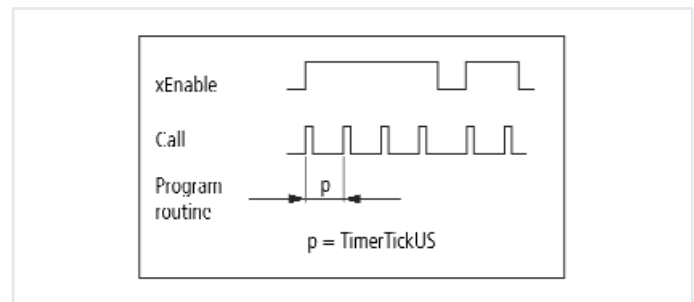 xEnable
Call
Program
routine
p
p = TimerTickUS